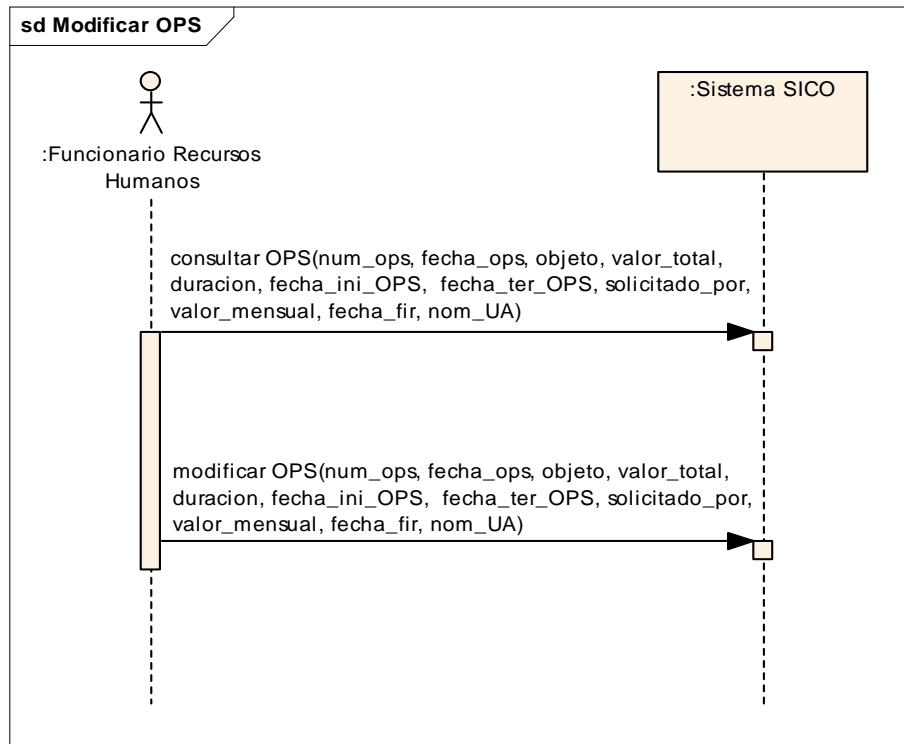 sd Modificar OPS
:Funcionario Recursos
Humanos
:Sistema SICO
consultar OPS(num_ops, fecha_ops, objeto, valor_total,
duracion, fecha_ini_OPS, fecha_ter_OPS, solicitado_por,
valor_mensual, fecha_fir, nom_UA)
modificar OPS(num_ops, fecha_ops, objeto, valor_total,
duracion, fecha_ini_OPS, fecha_ter_OPS, solicitado_por,
valor_mensual, fecha_fir, nom_UA)